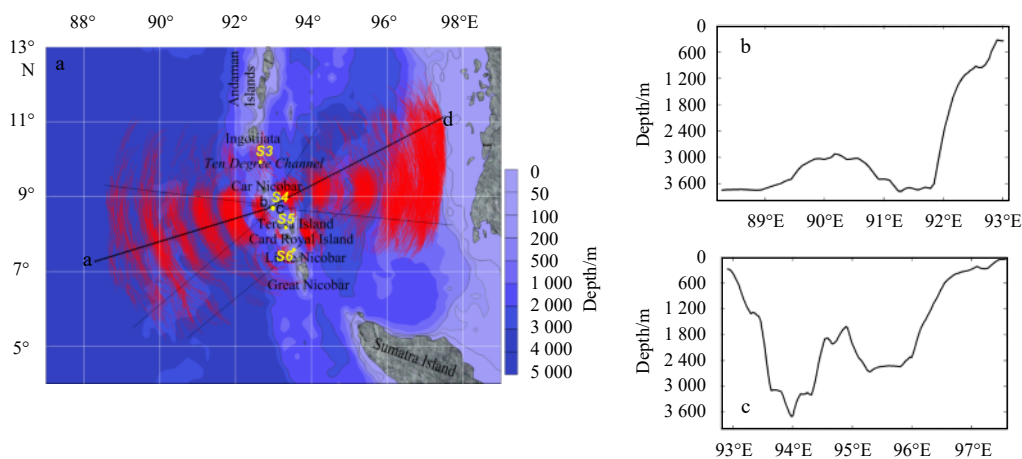 88° 90° 92° 94° 96° 98°E
13°
N
11°
9°
7°
5°
a
Andaman
Islands
Ingotijata
S3
Ten Degree Channel
Car Nicobar
S4
b c
S5
Teresa Island
Card Royal Island
S6
Little Nicobar
Great Nicobar
Sumatra Island
a
d
0
50
100
200
500
1 000
2 000
3 000
4 000
5 000
Depth/m
b
Depth/m
0
600
1 200
1 800
2 400
3 000
3 600
89°E 90°E 91°E 92°E 93°E
c
Depth/m
0
600
1 200
1 800
2 400
3 000
3 600
93°E 94°E 95°E 96°E 97°E